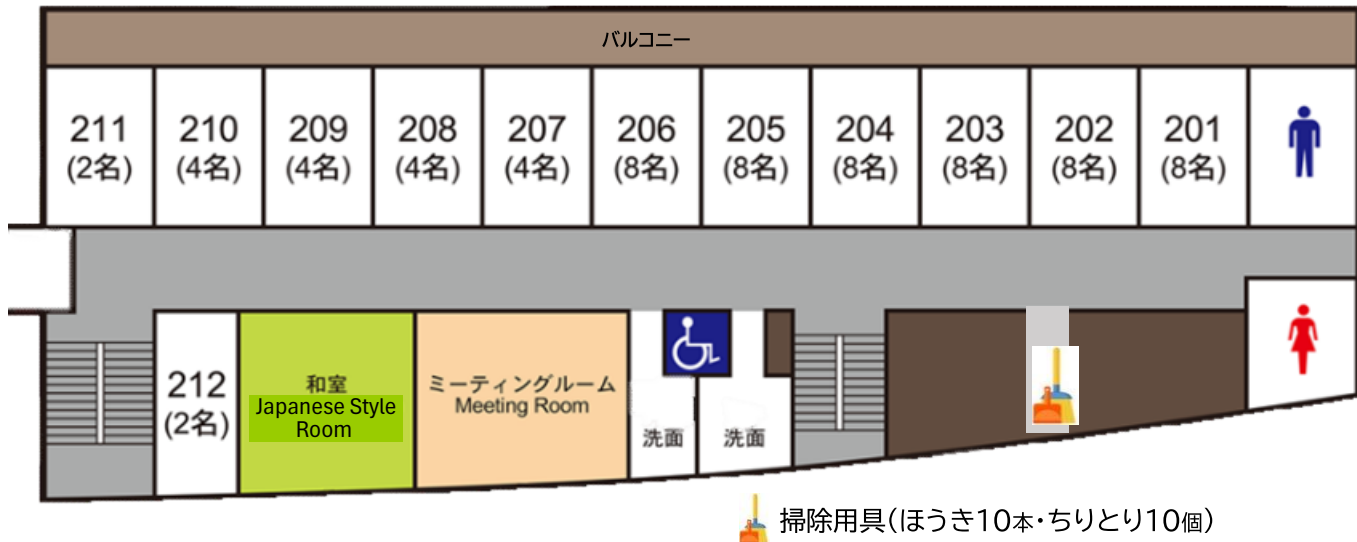 バルコニー
211
(2名)
210
(4名)
209
(4名)
208
(4名)
207
(4名)
206
(8名)
205
(8名)
204
(8名)
203
(8名)
202
(8名)
201
(8名)
212
(2名)
和室
Japanese Style
Room
ミーティングルーム
Meeting Room
洗面
洗面
掃除用具(ほうき10本・ちりとり10個)